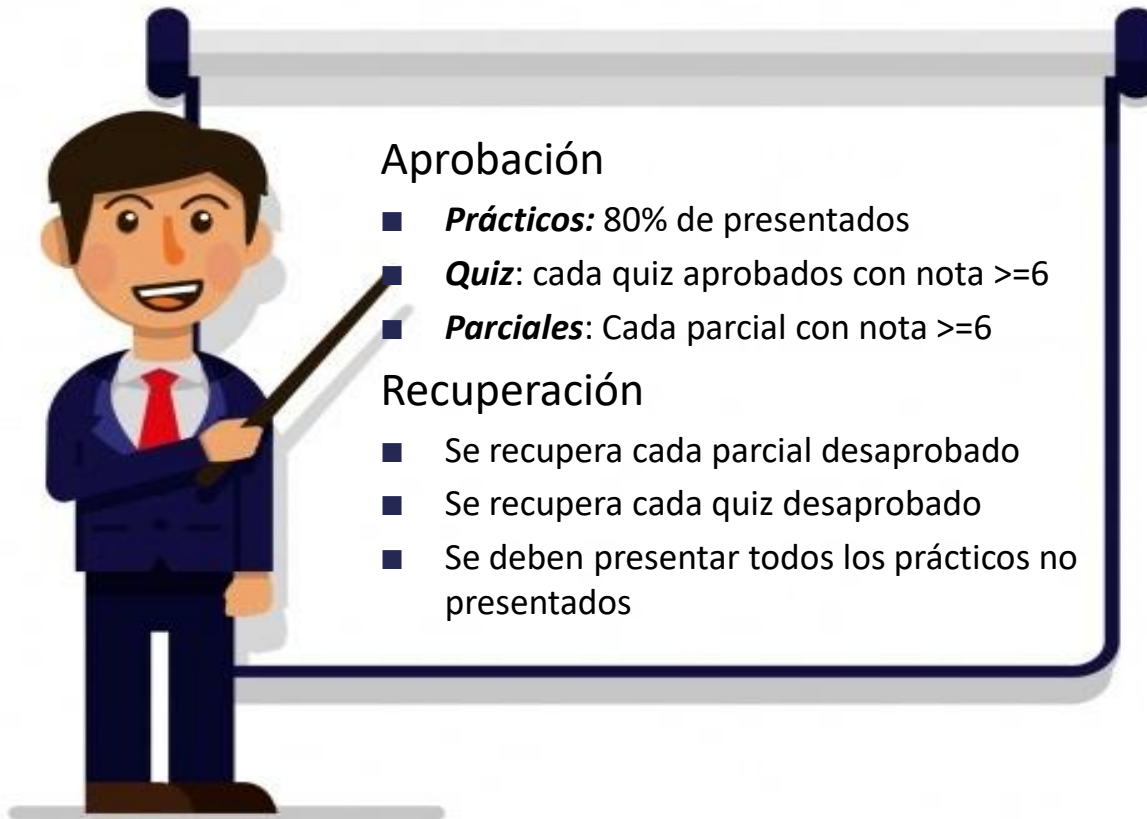 Aprobación
■ Prácticos: 80% de presentados
■ Quiz: cada quiz aprobados con nota >=6
■ Parciales: Cada parcial con nota >=6
Recuperación
■ Se recupera cada parcial desaprobado
■ Se recupera cada quiz desaprobado
■ Se deben presentar todos los prácticos no
presentados